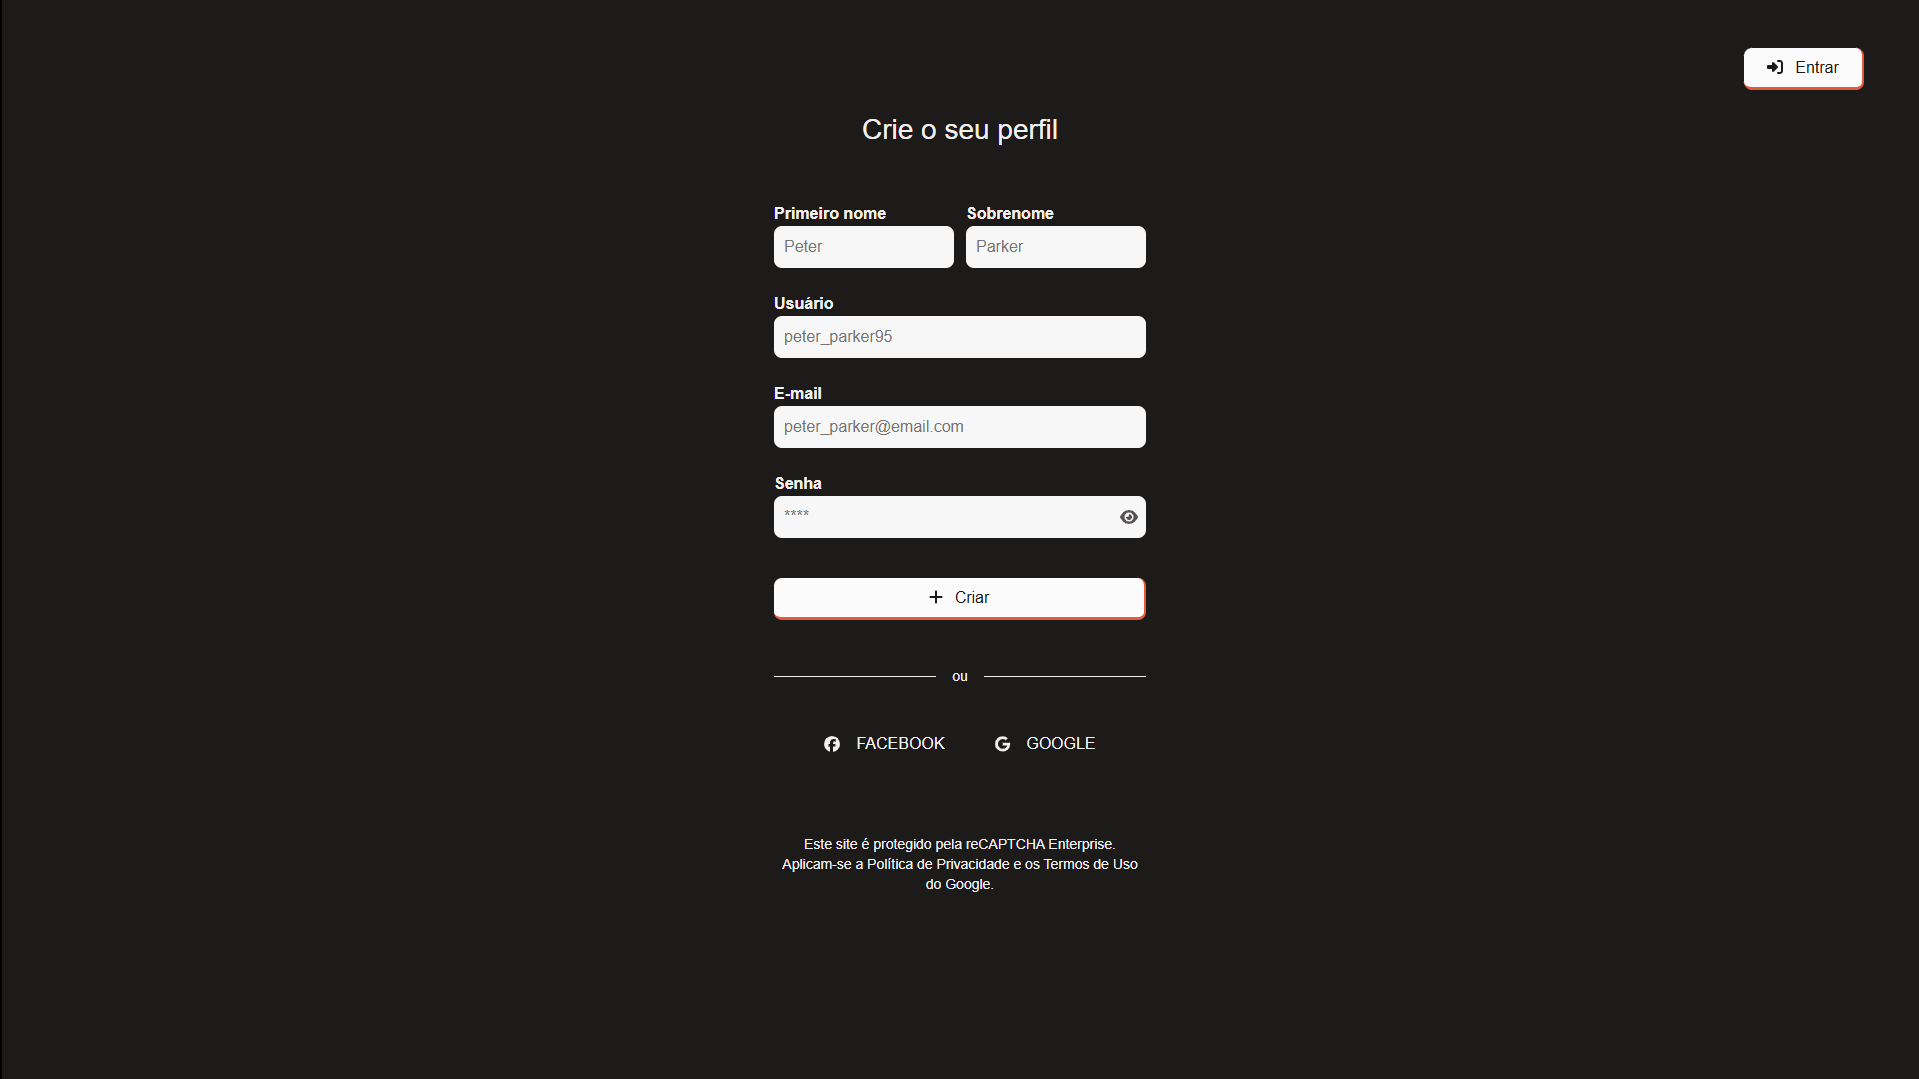 Entrar
Crie o seu perfil
Primeiro nome
Sobrenome
Peter
Parker
Usuário
peter_parker95
E-mail
peter_parker@email.com
Senha
****
Criar
ou
FACEBOOK
GOOGLE
Este site é protegido pela reCAPTCHA Enterprise.
Aplicam-se a Política de Privacidade e os Termos de Uso
do Google.